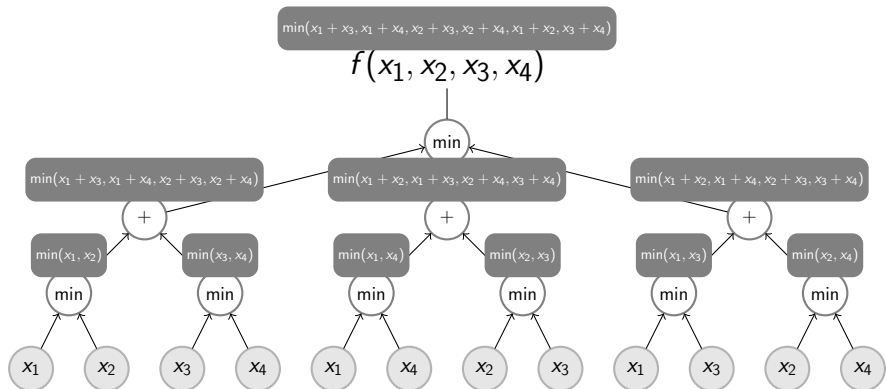 min(x₁ + x₃, x₁ + x₄, x₂ + x₃, x₂ + x₄, x₁ + x₂, x₃ + x₄)
f(x₁, x₂, x₃, x₄)
min
min(x₁ + x₃, x₁ + x₄, x₂ + x₃, x₂ + x₄) min(x₁ + x₂, x₁ + x₃, x₂ + x₄, x₃ + x₄) min(x₁ + x₂, x₁ + x₄, x₂ + x₃, x₃ + x₄)
+ + +
min(x₁, x₂) min(x₃, x₄) min(x₁, x₄) min(x₂, x₃) min(x₁, x₃) min(x₂, x₄)
min min min min min min
x₁ x₂ x₃ x₄ x₁ x₄ x₂ x₃ x₁ x₃ x₂ x₄